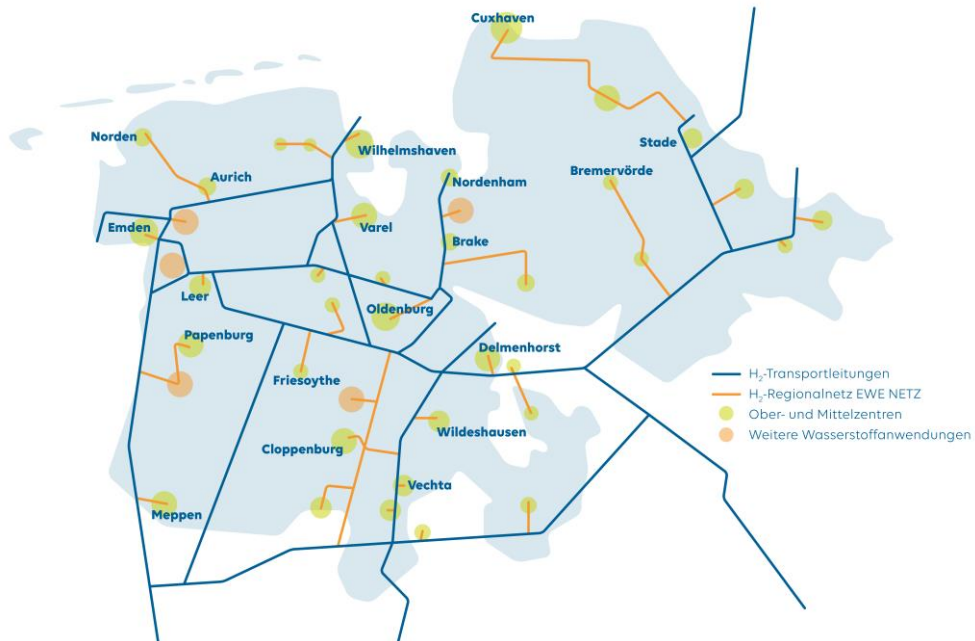 Cuxhaven
Norden
Wilhelmshaven
Stade
Aurich
Nordenham
Bremervörde
Emden
Varel
Brake
Leer
Oldenburg
Papenburg
Delmenhorst
Friesoythe
H₂-Transportleitungen
H₂-Regionalnetz EWE NETZ
Ober- und Mittelzentren
Weitere Wasserstoffanwendungen
Wildeshausen
Cloppenburg
Vechta
Meppen